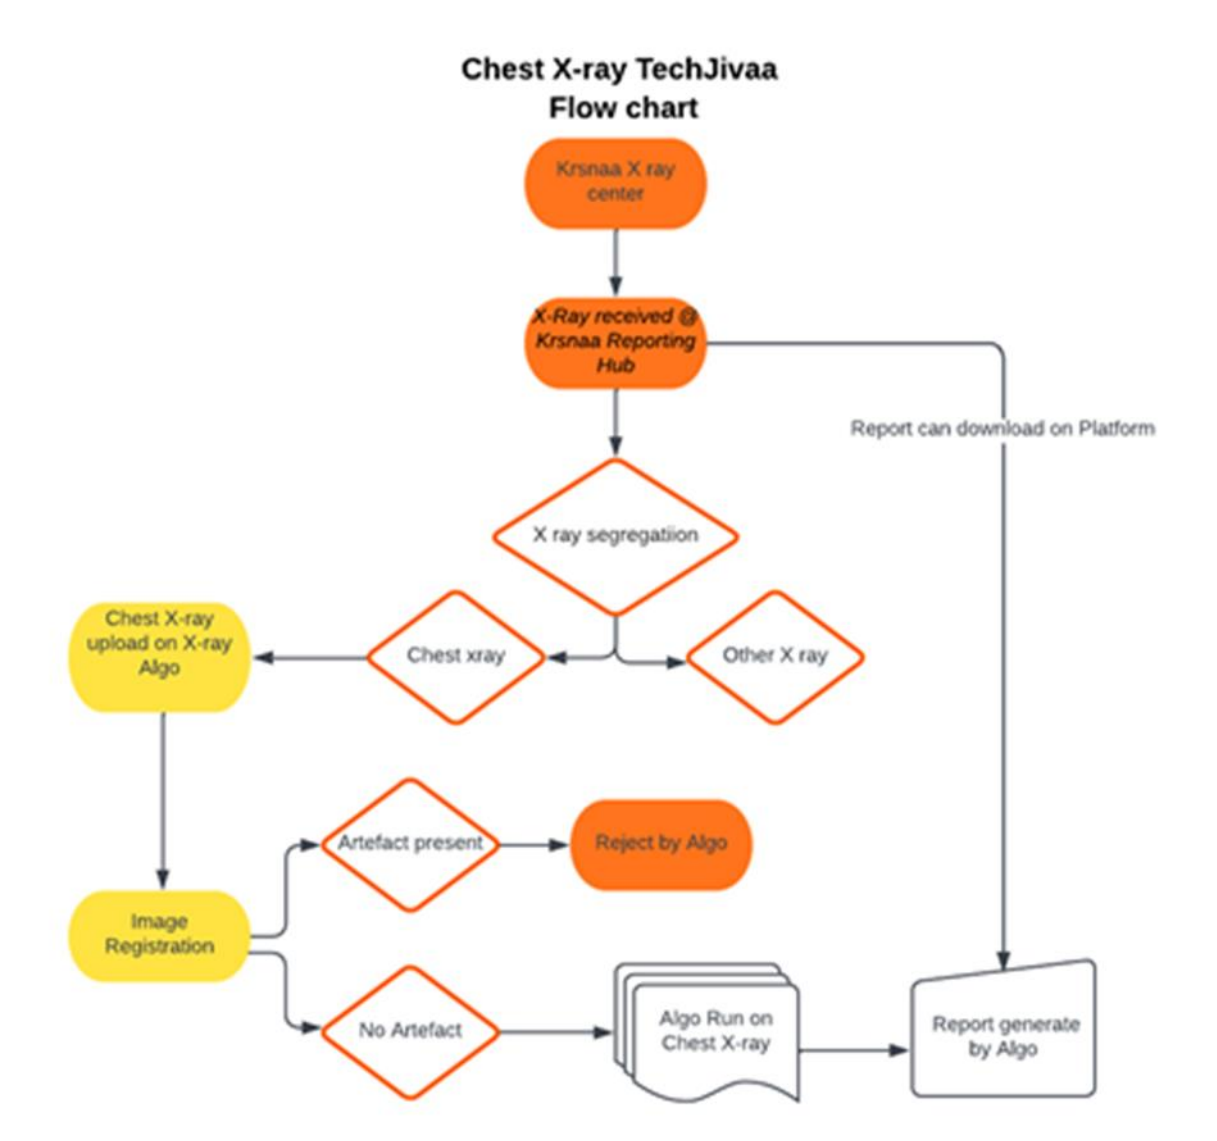 Chest X-ray TechJivaa
Flow chart
Krsnaa X ray
center
X-Ray received @
Krsnaa Reporting
Hub
Report can download on Platform
X ray segregatiion
Chest X-ray
upload on X-ray
Algo
Chest xray
Other X ray
Artefact present
Reject by Algo
Image
Registration
No Artefact
Algo Run on
Chest X-ray
Report generate
by Algo